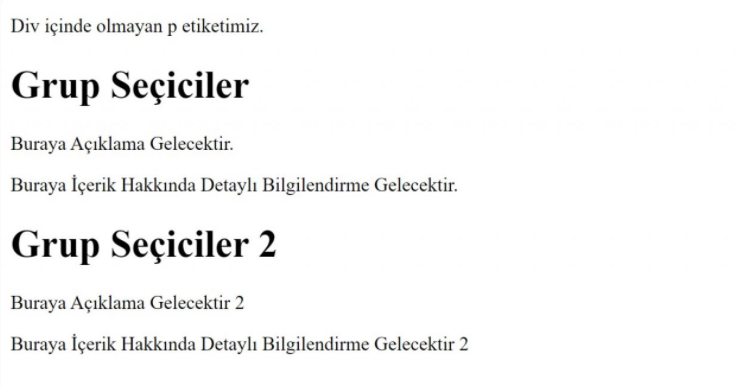 Div içinde olmayan p etiketimiz.
Grup Seçiciler
Buraya Açıklama Gelecektir.
Buraya İçerik Hakkında Detaylı Bilgilendirme Gelecektir.
Grup Seçiciler 2
Buraya Açıklama Gelecektir 2
Buraya İçerik Hakkında Detaylı Bilgilendirme Gelecektir 2